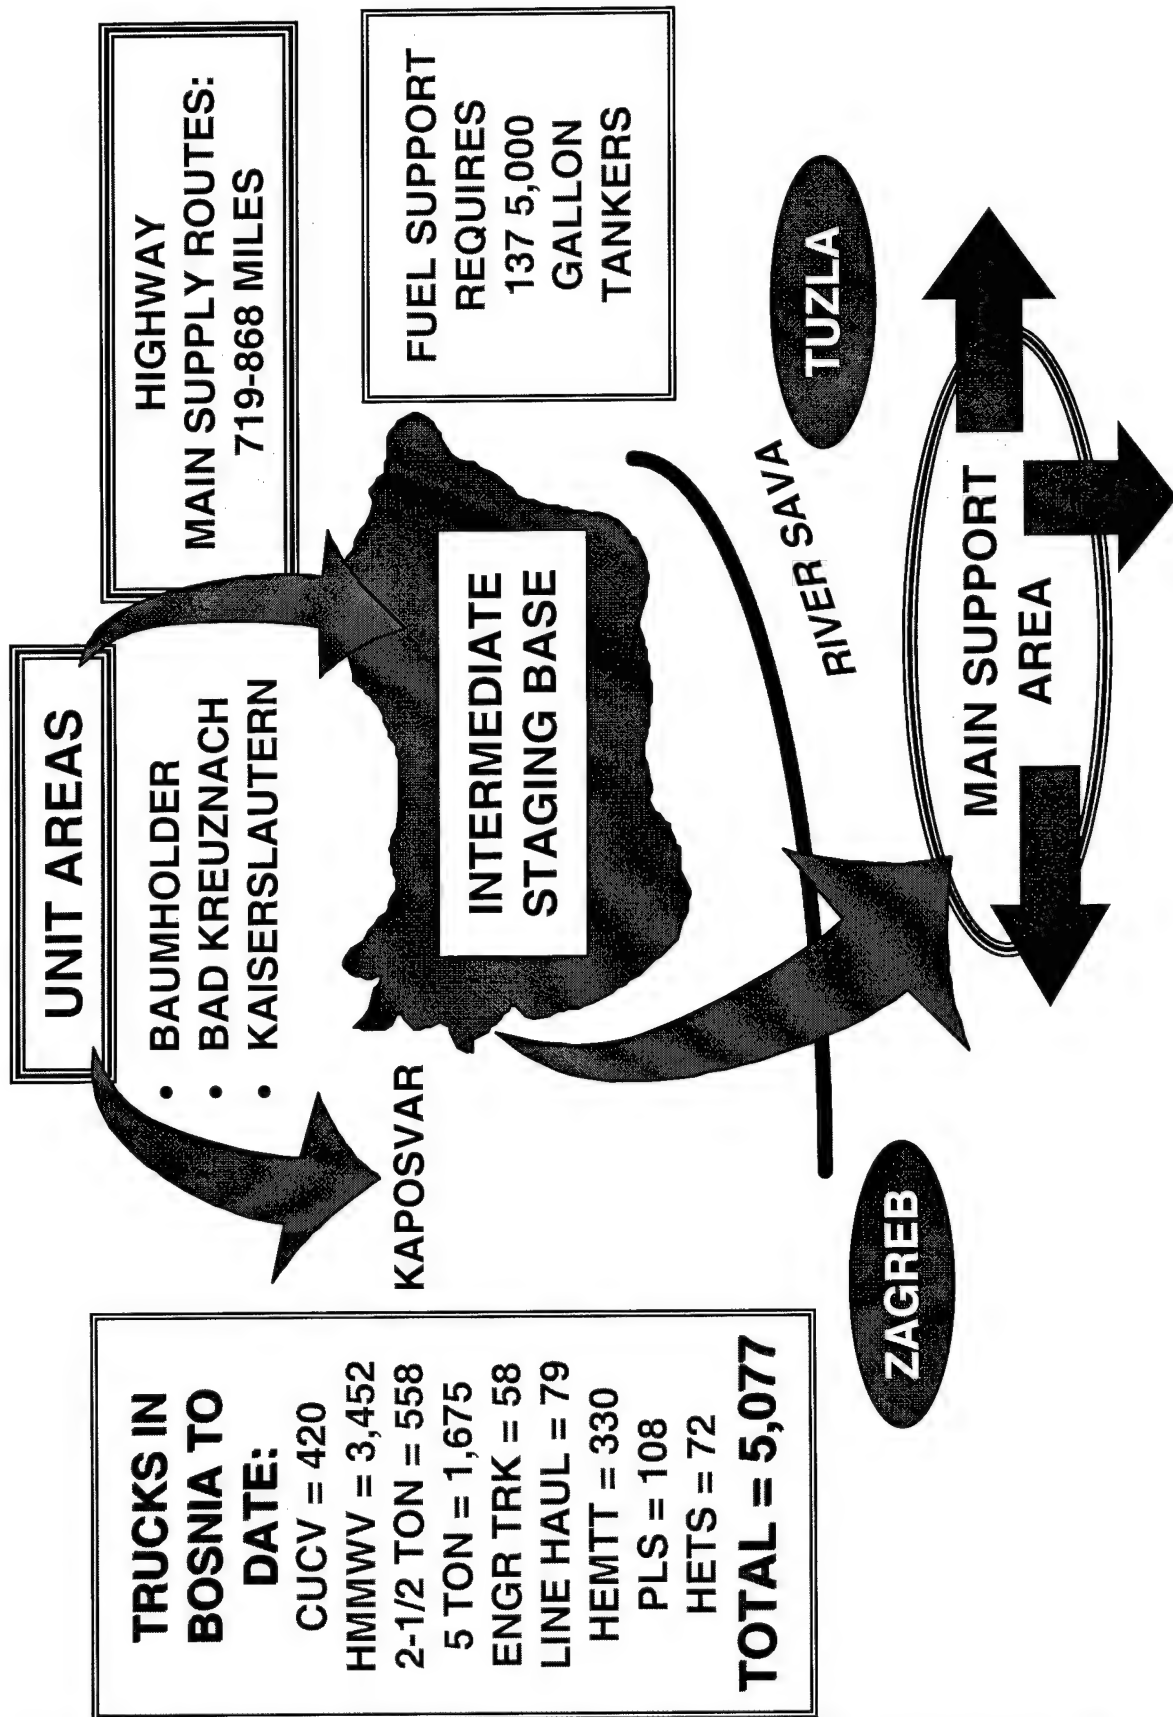 UNIT AREAS
• BAUMHOLDER
• BAD KREUZNACH
• KAISERSLAUTERN
HIGHWAY
MAIN SUPPLY ROUTES:
719-868 MILES
TRUCKS IN
BOSNIA TO
DATE:
CUCV = 420
HMMWV = 3,452
2-1/2 TON = 558
5 TON = 1,675
ENGR TRK = 58
LINE HAUL = 79
HEMTT = 330
PLS = 108
HETS = 72
TOTAL = 5,077
KAPOSVAR
INTERMEDIATE
STAGING BASE
FUEL SUPPORT
REQUIRES
137 5,000
GALLON
TANKERS
RIVER SAVA
ZAGREB
TUZLA
MAIN SUPPORT
AREA